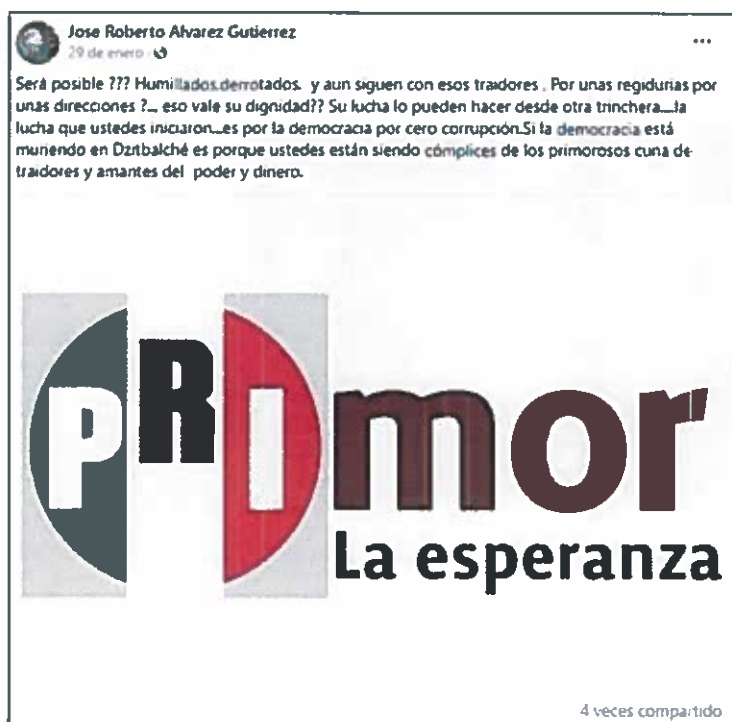 Jose Roberto Alvarez Gutierrez
29 de enero
Será posible ??? Humillados.derrotados. y aun siguen con esos traidores . Por unas regidurias por
unas direcciones ?... eso vale su dignidad?? Su lucha lo pueden hacer desde otra trinchera....la
lucha que ustedes iniciaron...es por la democracia por cero corrupción.Si la democracia está
muriendo en Dzitbalché es porque ustedes están siendo cómplices de los primorosos cuna de
traidores y amantes del poder y dinero.
PRImor
La esperanza
4 veces compartido